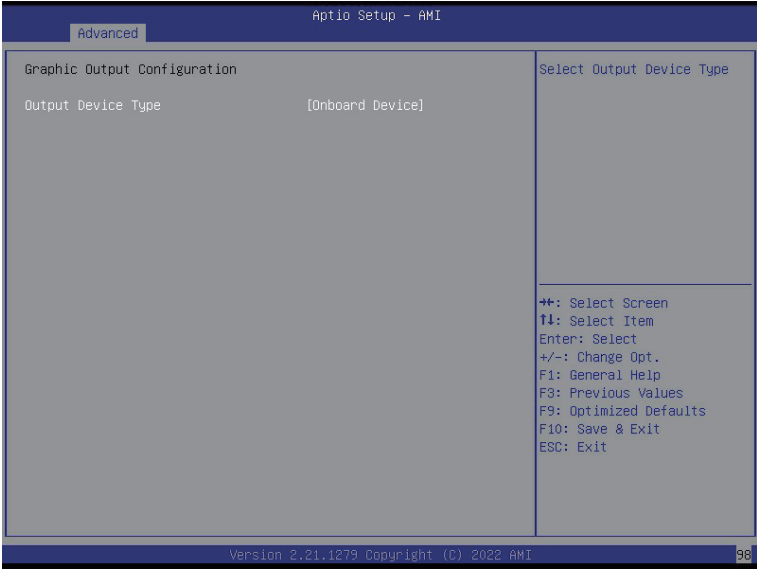 Aptio Setup – AMI
Advanced
Graphic Output Configuration
Output Device Type [Onboard Device]
Select Output Device Type
→←: Select Screen
↑↓: Select Item
Enter: Select
+/-: Change Opt.
F1: General Help
F3: Previous Values
F9: Optimized Defaults
F10: Save & Exit
ESC: Exit
Version 2.21.1279 Copyright (C) 2022 AMI
98